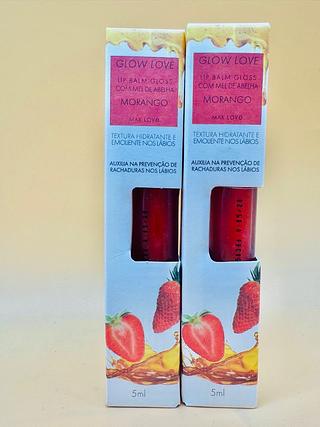 GLOW LOVE
LIP BALM GLOSS
COM MEL DE ABELHA
MORANGO
MAX LOVE
TEXTURA HIDRATANTE E
EMOLIENTE NOS LÁBIOS
AUXILIA NA PREVENÇÃO DE
RACHADURAS NOS LÁBIOS
5ml
GLOW LOVE
LIP BALM GLOSS
COM MEL DE ABELHA
MORANGO
MAX LOVE
TEXTURA HIDRATANTE E
EMOLIENTE NOS LÁBIOS
AUXILIA NA PREVENÇÃO DE
RACHADURAS NOS LÁBIOS
5ml